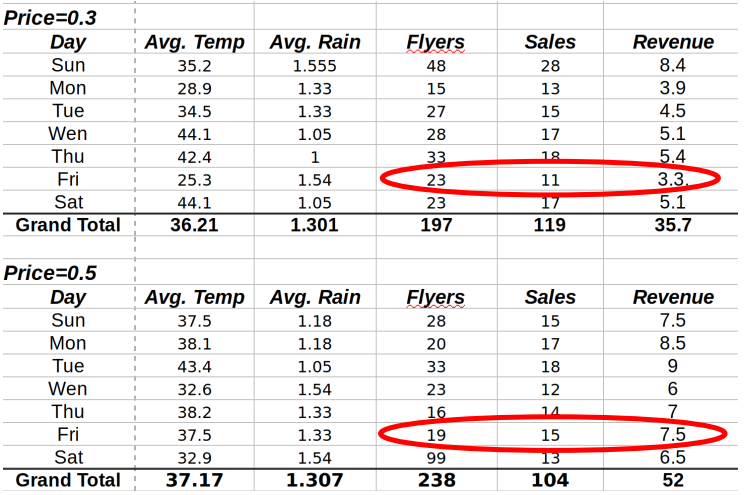 Price=0.3
Day Avg. Temp Avg. Rain Flyers Sales Revenue
Sun 35.2 1.555 48 28 8.4
Mon 28.9 1.33 15 13 3.9
Tue 34.5 1.33 27 15 4.5
Wen 44.1 1.05 28 17 5.1
Thu 42.4 1 33 18 5.4
Fri 25.3 1.54 23 11 3.3.
Sat 44.1 1.05 23 17 5.1
Grand Total 36.21 1.301 197 119 35.7
Price=0.5
Day Avg. Temp Avg. Rain Flyers Sales Revenue
Sun 37.5 1.18 28 15 7.5
Mon 38.1 1.18 20 17 8.5
Tue 43.4 1.05 33 18 9
Wen 32.6 1.54 23 12 6
Thu 38.2 1.33 16 14 7
Fri 37.5 1.33 19 15 7.5
Sat 32.9 1.54 99 13 6.5
Grand Total 37.17 1.307 238 104 52